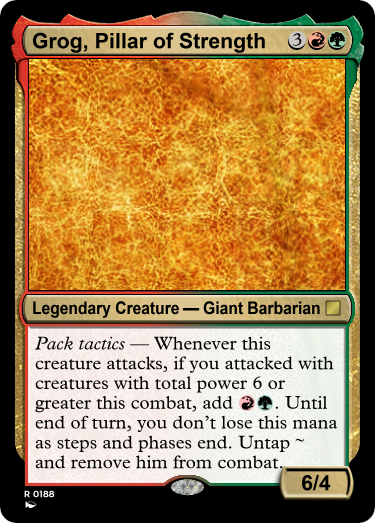 Grog, Pillar of Strength 3
Legendary Creature — Giant Barbarian
Pack tactics — Whenever this
creature attacks, if you attacked with
creatures with total power 6 or
greater this combat, add . Until
end of turn, you don't lose this mana
as steps and phases end. Untap ~
and remove him from combat.
6/4
R 0188